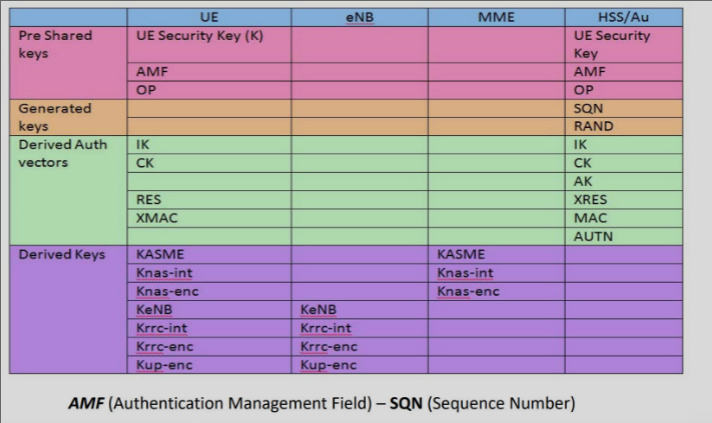 UE eNB MME HSS/Au
Pre Shared keys UE Security Key (K) UE Security Key
AMF AMF
OP OP
Generated keys SQN
RAND
Derived Auth vectors IK IK
CK CK
AK
RES XRES
XMAC MAC
AUTN
Derived Keys KASME KASME
Knas-int Knas-int
Knas-enc Knas-enc
KeNB KeNB
Krrc-int Krrc-int
Krrc-enc Krrc-enc
Kup-enc Kup-enc
AMF (Authentication Management Field) – SQN (Sequence Number)